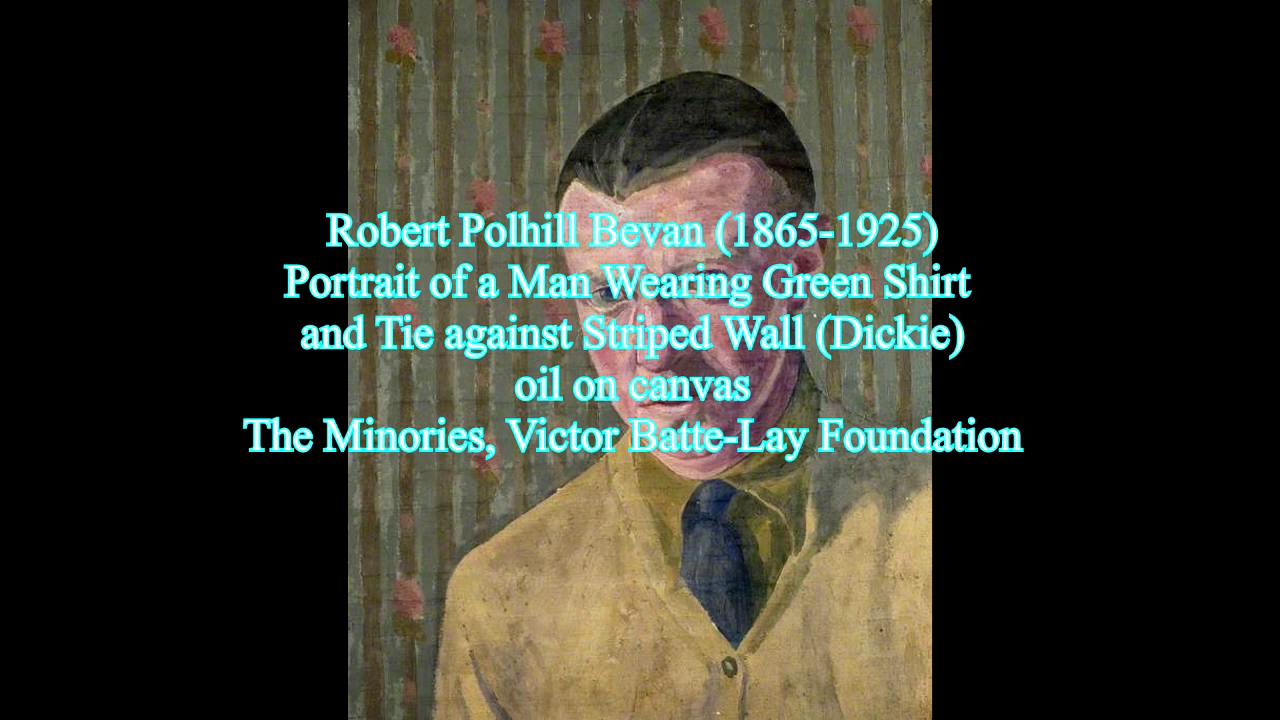 Robert Polhill Bevan (1865-1925)
Portrait of a Man Wearing Green Shirt
and Tie against Striped Wall (Dickie)
oil on canvas
The Minories, Victor Batte-Lay Foundation